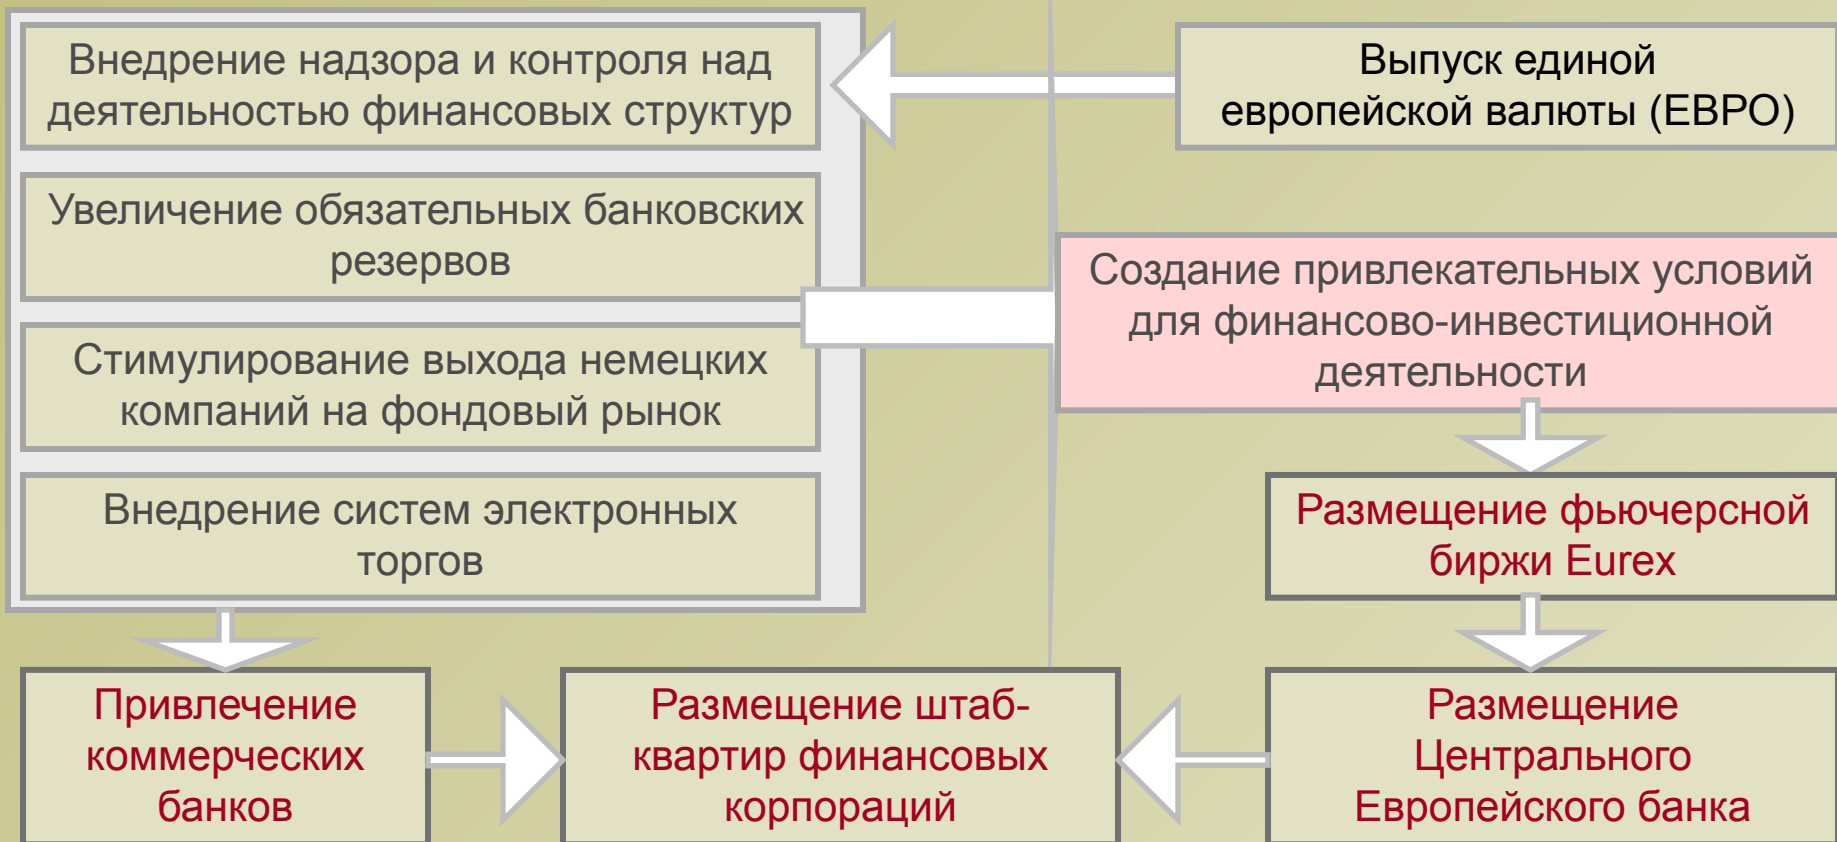 Внедрение надзора и контроля над
деятельностью финансовых структур
Увеличение обязательных банковских
резервов
Стимулирование выхода немецких
компаний на фондовый рынок
Внедрение систем электронных
торгов
Выпуск единой
европейской валюты (ЕВРО)
Создание привлекательных условий
для финансово-инвестиционной
деятельности
Размещение фьючерсной
биржи Eurex
Привлечение
коммерческих
банков
Размещение штаб-
квартир финансовых
корпораций
Размещение
Центрального
Европейского банка